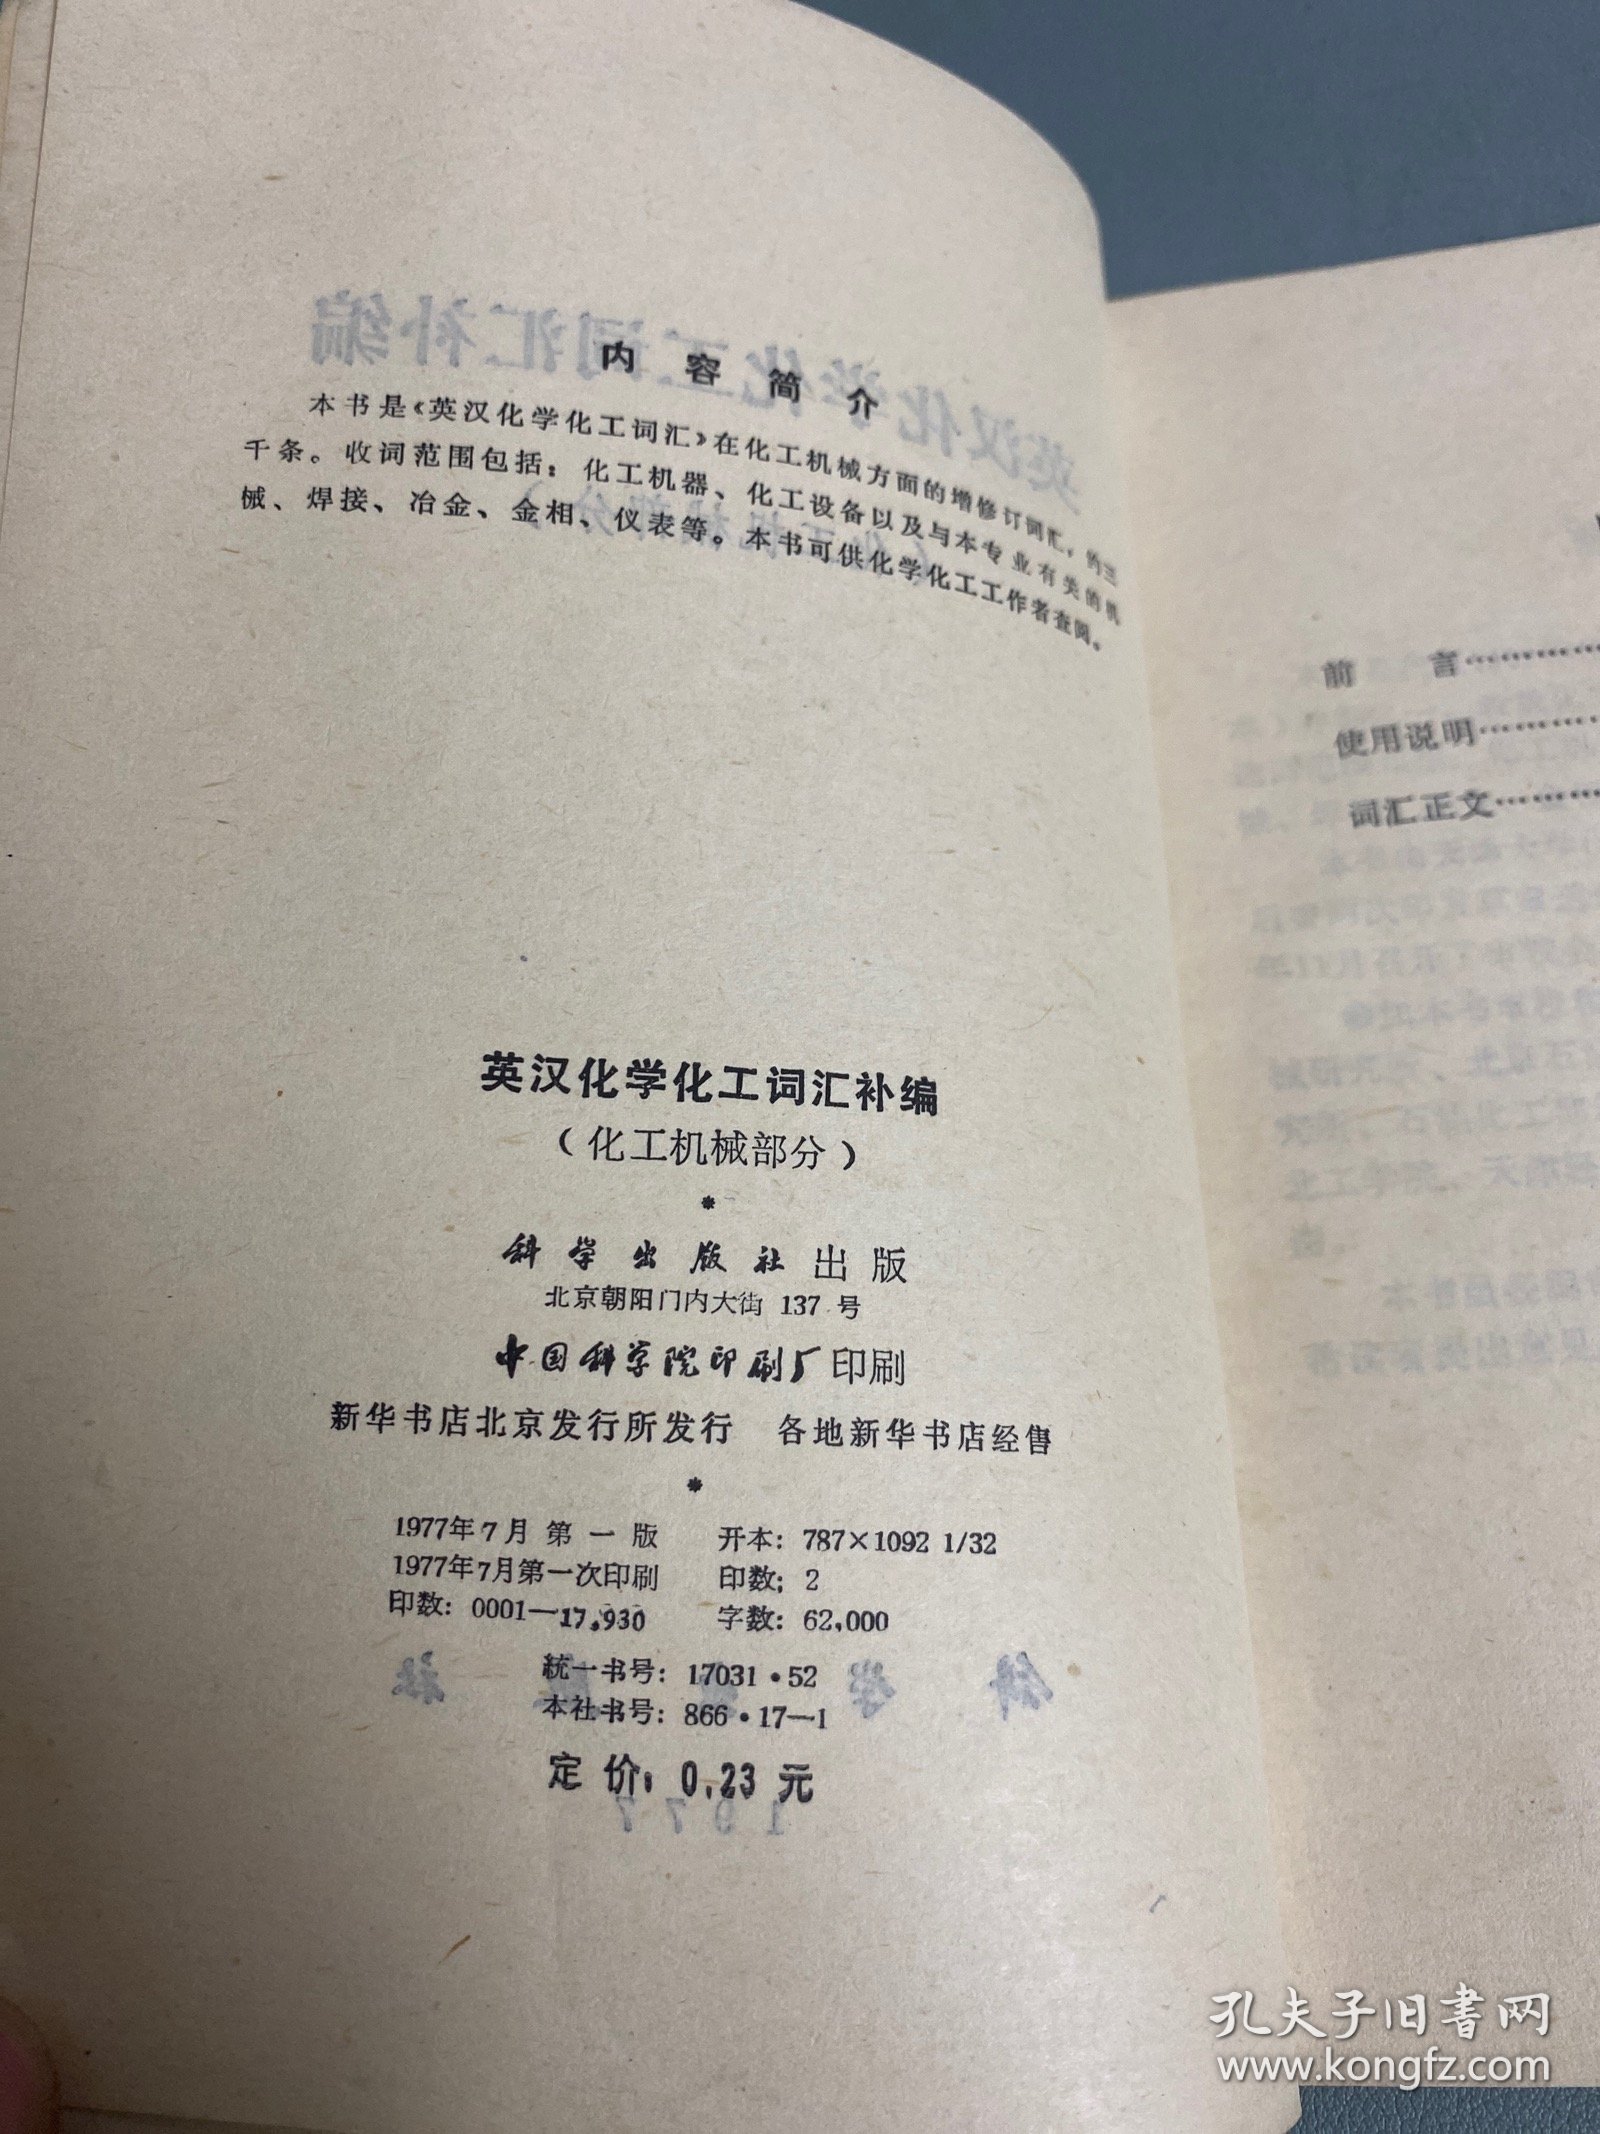 内容简介
本书是《英汉化学化工词汇》在化工机械方面的增修订词汇，约三
千条。收词范围包括：化工机器、化工设备以及与本专业有关的机
械、焊接、冶金、金相、仪表等。本书可供化学化工工作者查阅。
英汉化学化工词汇补编
（化工机械部分）
*
科学出版社出版
北京朝阳门内大街 137 号
中国科学院印刷厂印刷
新华书店北京发行所发行 各地新华书店经售
*
1977年7月第一版 开本：787×1092 1/32
1977年7月第一次印刷 印数：2
印数：0001—17,930 字数：62,000
統一书号：17031·52
本社书号：866·17—1
定价：0.23 元
前言…………
使用说明…………
词汇正文…………
孔夫子旧書网
www.kongfz.com